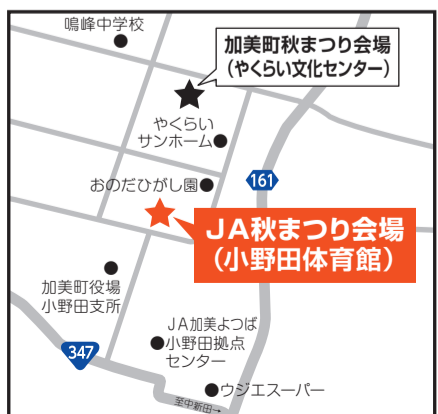 鳴峰中学校
加美町秋まつり会場
(やくらい文化センター)
やくらい
サンホーム
おのだひがし園
161
JA秋まつり会場
(小野田体育館)
加美町役場
小野田支所
JA加美よつば
小野田拠点
センター
347
ウジエスーパー
至中新田→